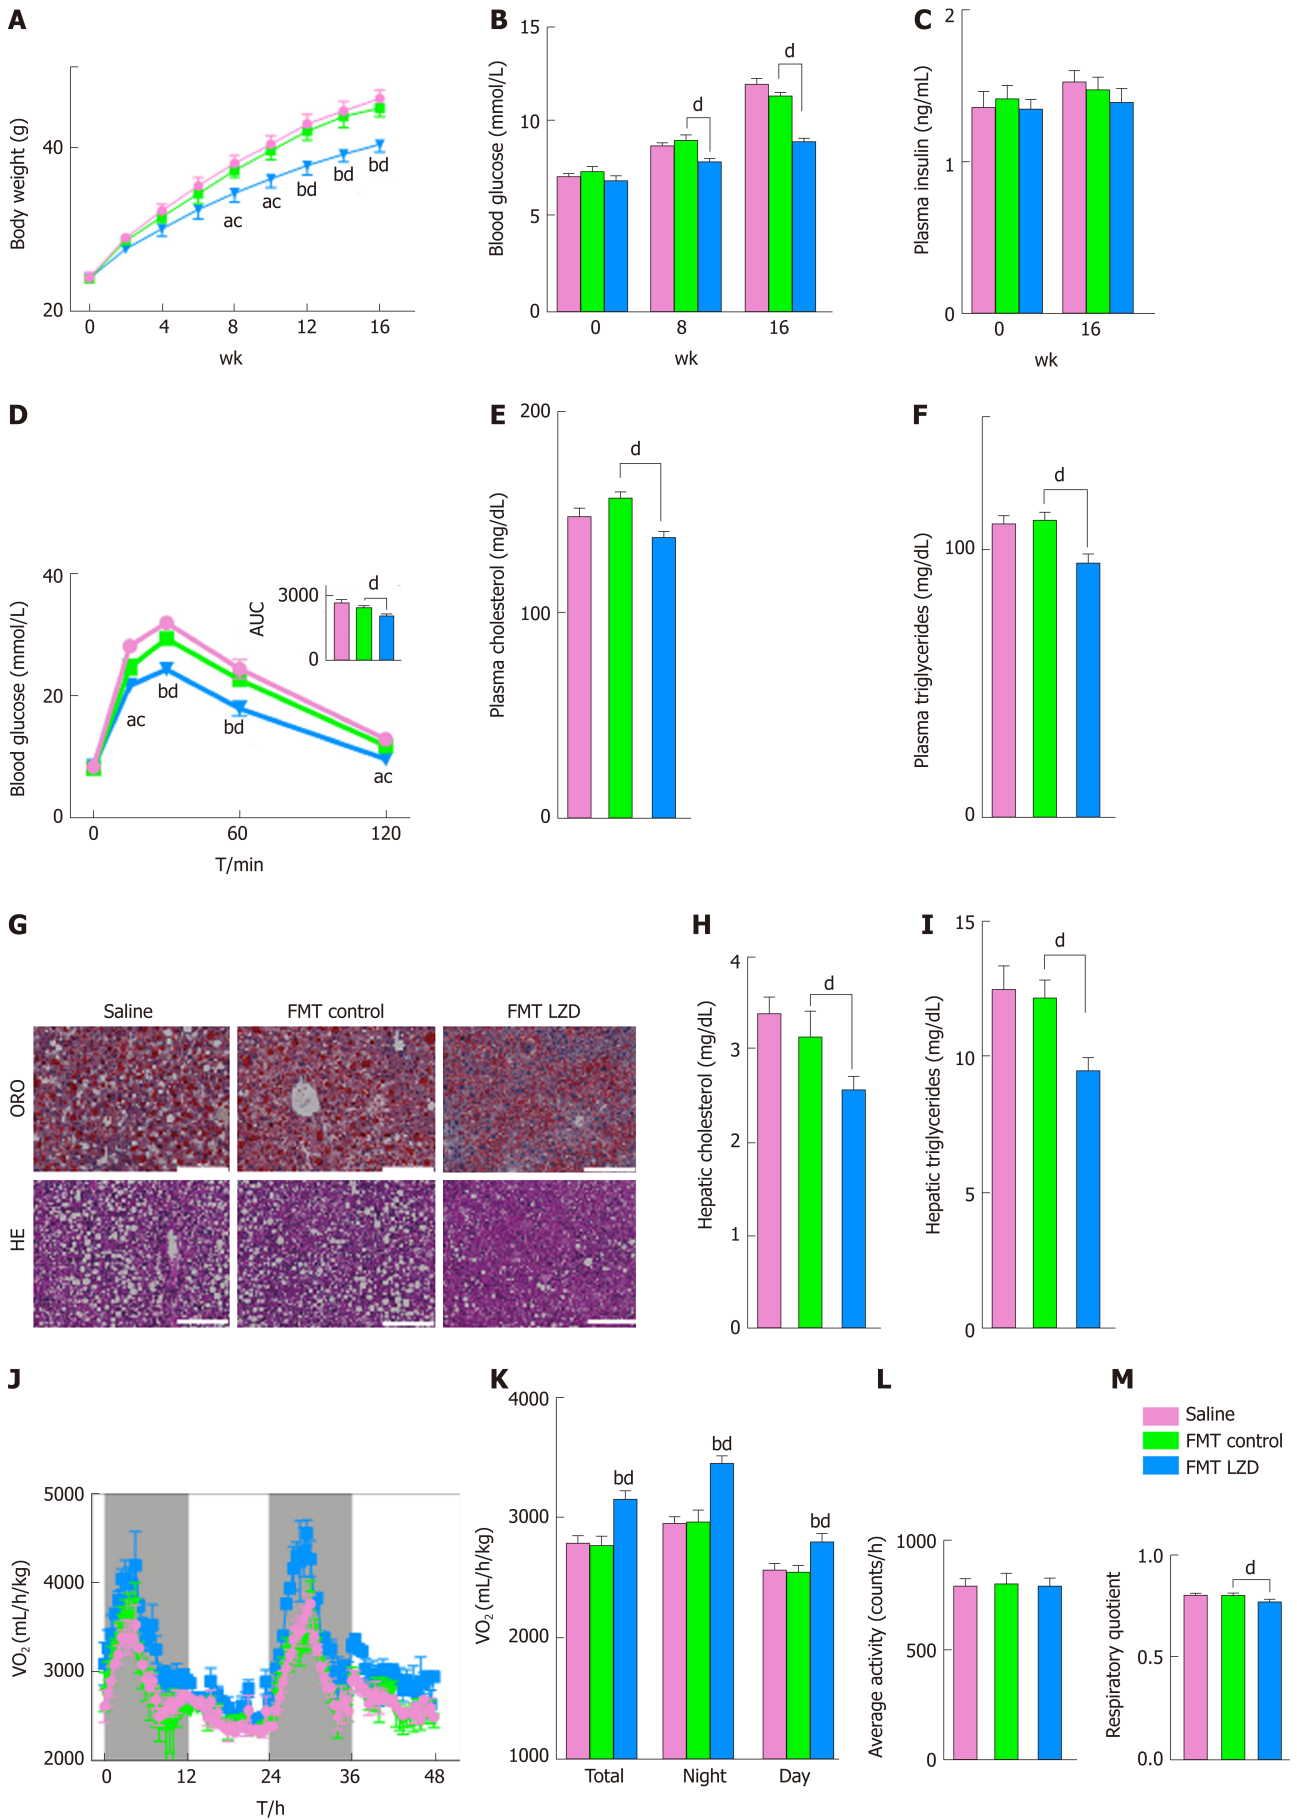 A
Body weight (g)
40
20
0 4 8 12 16
wk
ac ac bd bd bd
B
Blood glucose (mmol/L)
15
10
5
0
0 8 16
wk
d
d
C
Plasma insulin (ng/mL)
2
1
0
0 16
wk
D
Blood glucose (mmol/L)
40
20
0
0 60 120
T/min
ac
bd
bd
ac
AUC
3000
0
d
E
Plasma cholesterol (mg/dL)
200
100
0
d
F
Plasma triglycerides (mg/dL)
100
0
d
G
Saline FMT control FMT LZD
ORO
HE
H
Hepatic cholesterol (mg/dL)
4
3
2
1
0
d
I
Hepatic triglycerides (mg/dL)
15
10
5
0
d
J
VO₂ (mL/h/kg)
5000
4000
3000
2000
0 12 24 36 48
T/h
K
VO₂ (mL/h/kg)
4000
3000
2000
1000
bd
bd
bd
Total Night Day
L
Average activity (counts/h)
1000
500
0
M
Saline
FMT control
FMT LZD
Respiratory quotient
1.0
0.5
0.0
d